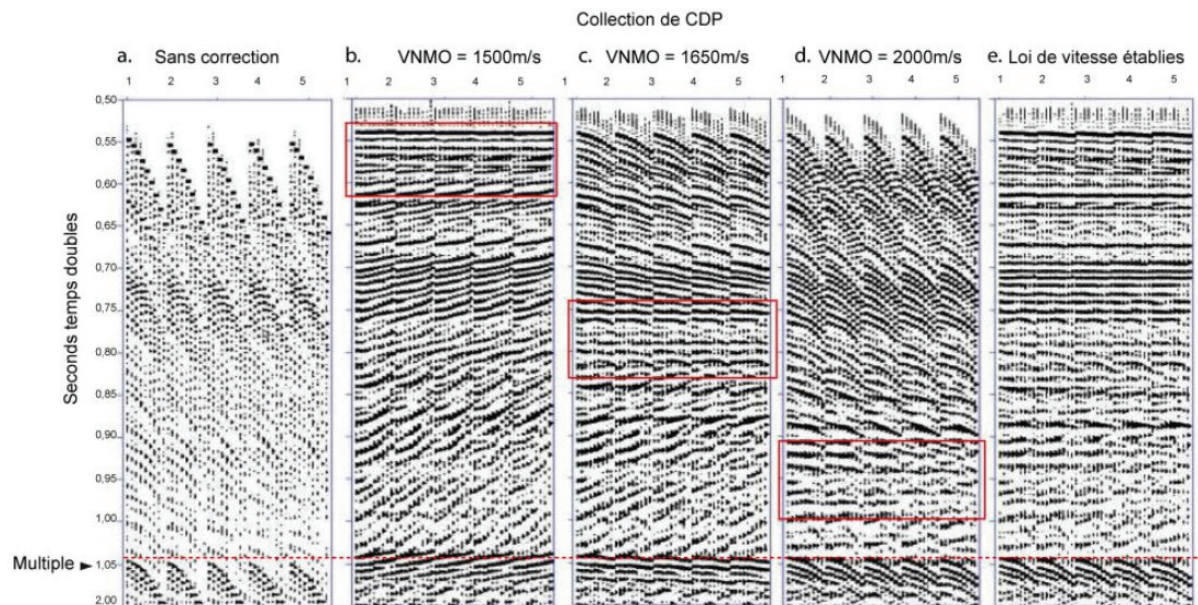 Collection de CDP
a. Sans correction
b. VNMO = 1500m/s
c. VNMO = 1650m/s
d. VNMO = 2000m/s
e. Loi de vitesse établies
1 2 3 4 5
1 2 3 4 5
1 2 3 4 5
1 2 3 4 5
1 2 3 4 5
Seconds temps doubles
0,50
0,55
0,60
0,65
0,70
0,75
0,80
0,85
0,90
0,95
1,00
Multiple ► 1,05
2,00